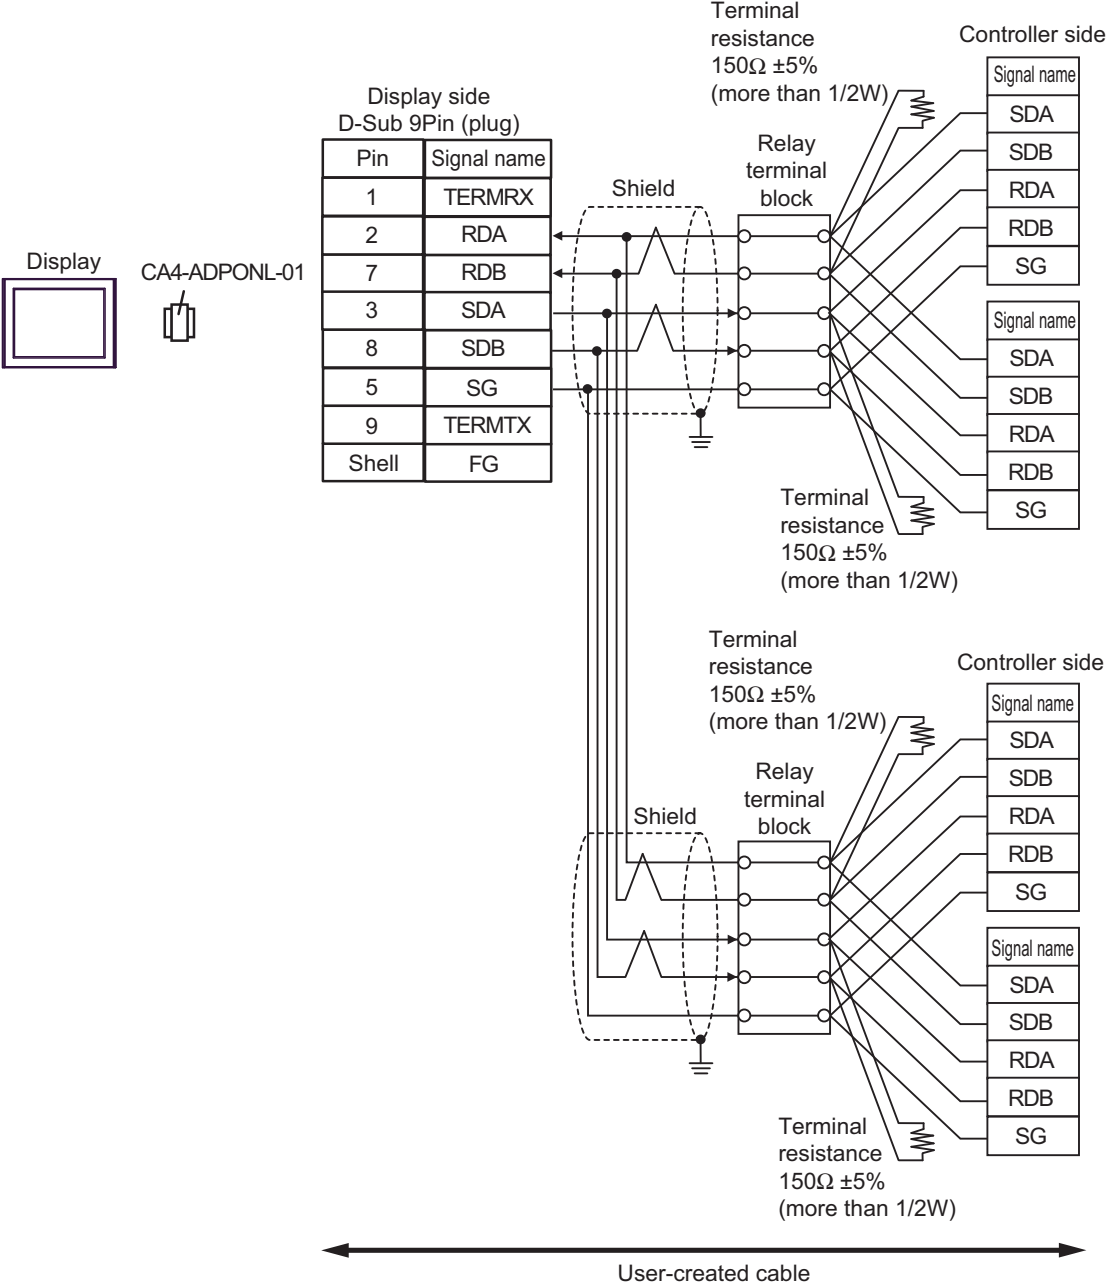 Display
CA4-ADPONL-01
Display side
D-Sub 9Pin (plug)
Pin Signal name
1 TERMRX
2 RDA
7 RDB
3 SDA
8 SDB
5 SG
9 TERMTX
Shell FG
Shield
Terminal
resistance
150Ω ±5%
(more than 1/2W)
Relay
terminal
block
Controller side
Signal name
SDA
SDB
RDA
RDB
SG
Signal name
SDA
SDB
RDA
RDB
SG
Terminal
resistance
150Ω ±5%
(more than 1/2W)
Terminal
resistance
150Ω ±5%
(more than 1/2W)
Shield
Relay
terminal
block
Controller side
Signal name
SDA
SDB
RDA
RDB
SG
Signal name
SDA
SDB
RDA
RDB
SG
Terminal
resistance
150Ω ±5%
(more than 1/2W)
User-created cable